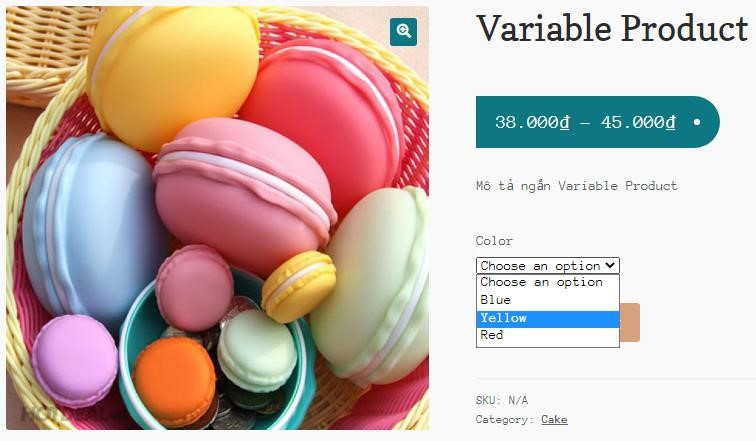 Variable Product
38.000₫ – 45.000₫
Mô tả ngắn Variable Product
Color
Choose an option
Choose an option
Blue
Yellow
Red
SKU: N/A
Category: Cake